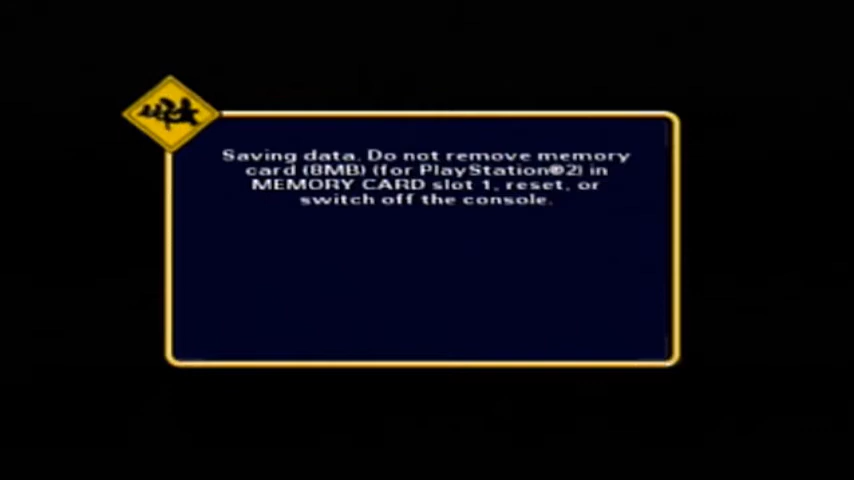 Saving data. Do not remove memory
card (8MB) (for PlayStation®2) in
MEMORY CARD slot 1, reset, or
switch off the console.